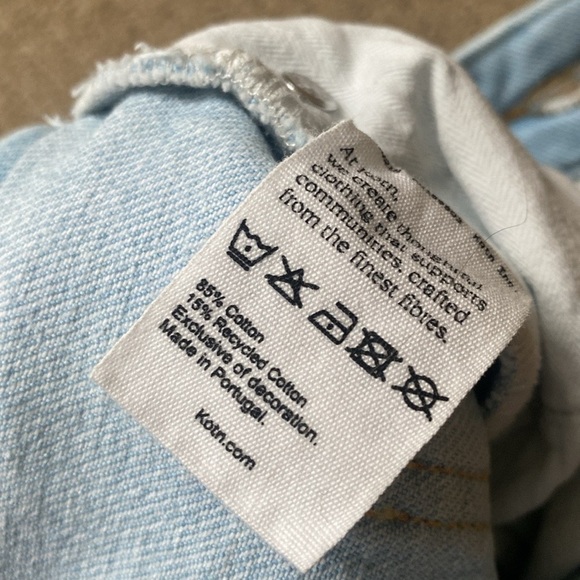 At
we create thoughtful
clothing that supports
communities, crafted
from the finest fibres.
85% Cotton
15% Recycled Cotton
Exclusive of decoration.
Made in Portugal.
Kotn.com